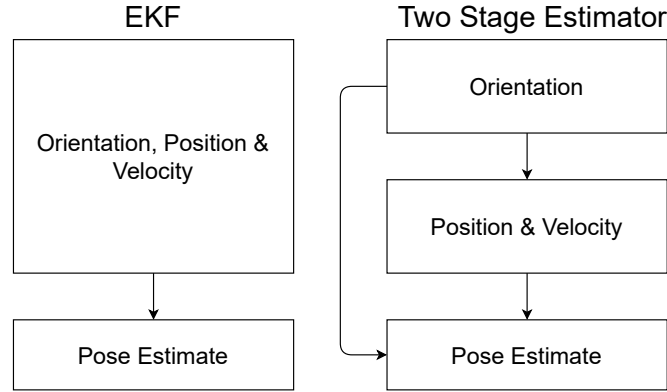 EKF
Orientation, Position &
Velocity
Pose Estimate
Two Stage Estimator
Orientation
Position & Velocity
Pose Estimate